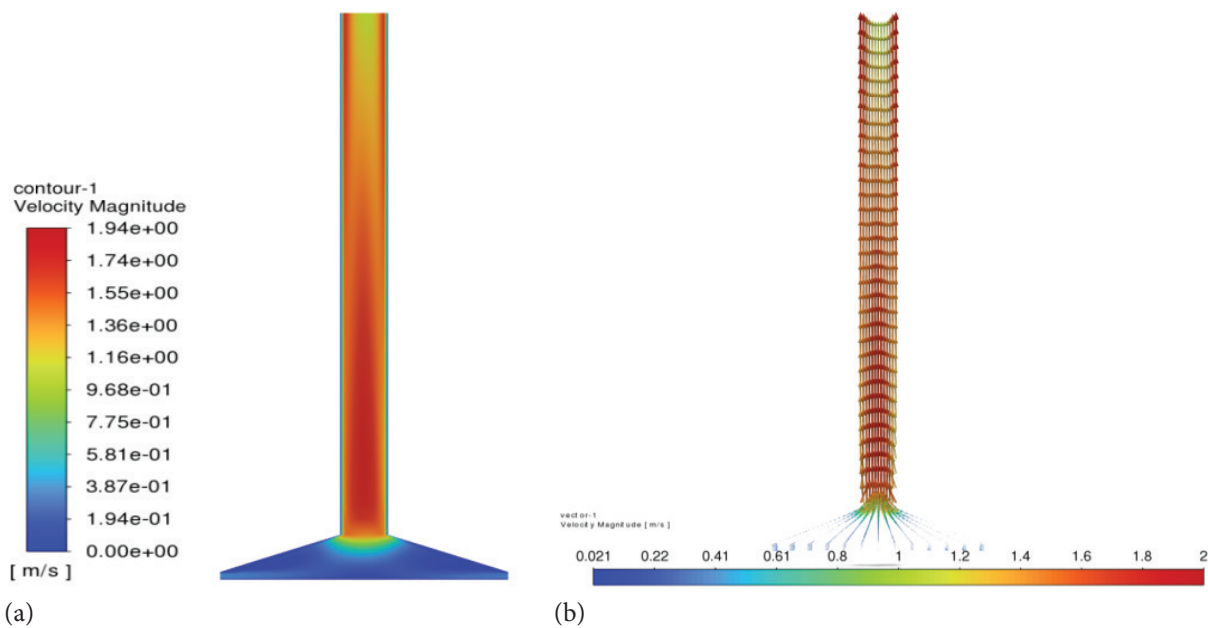 contour-1
Velocity Magnitude
1.94e+00
1.74e+00
1.55e+00
1.36e+00
1.16e+00
9.68e-01
7.75e-01
5.81e-01
3.87e-01
1.94e-01
0.00e+00
[ m/s ]
(a)
vector-1
Velocity Magnitude [ m/s ]
0.021 0.22 0.41 0.61 0.8 1 1.2 1.4 1.6 1.8 2
(b)